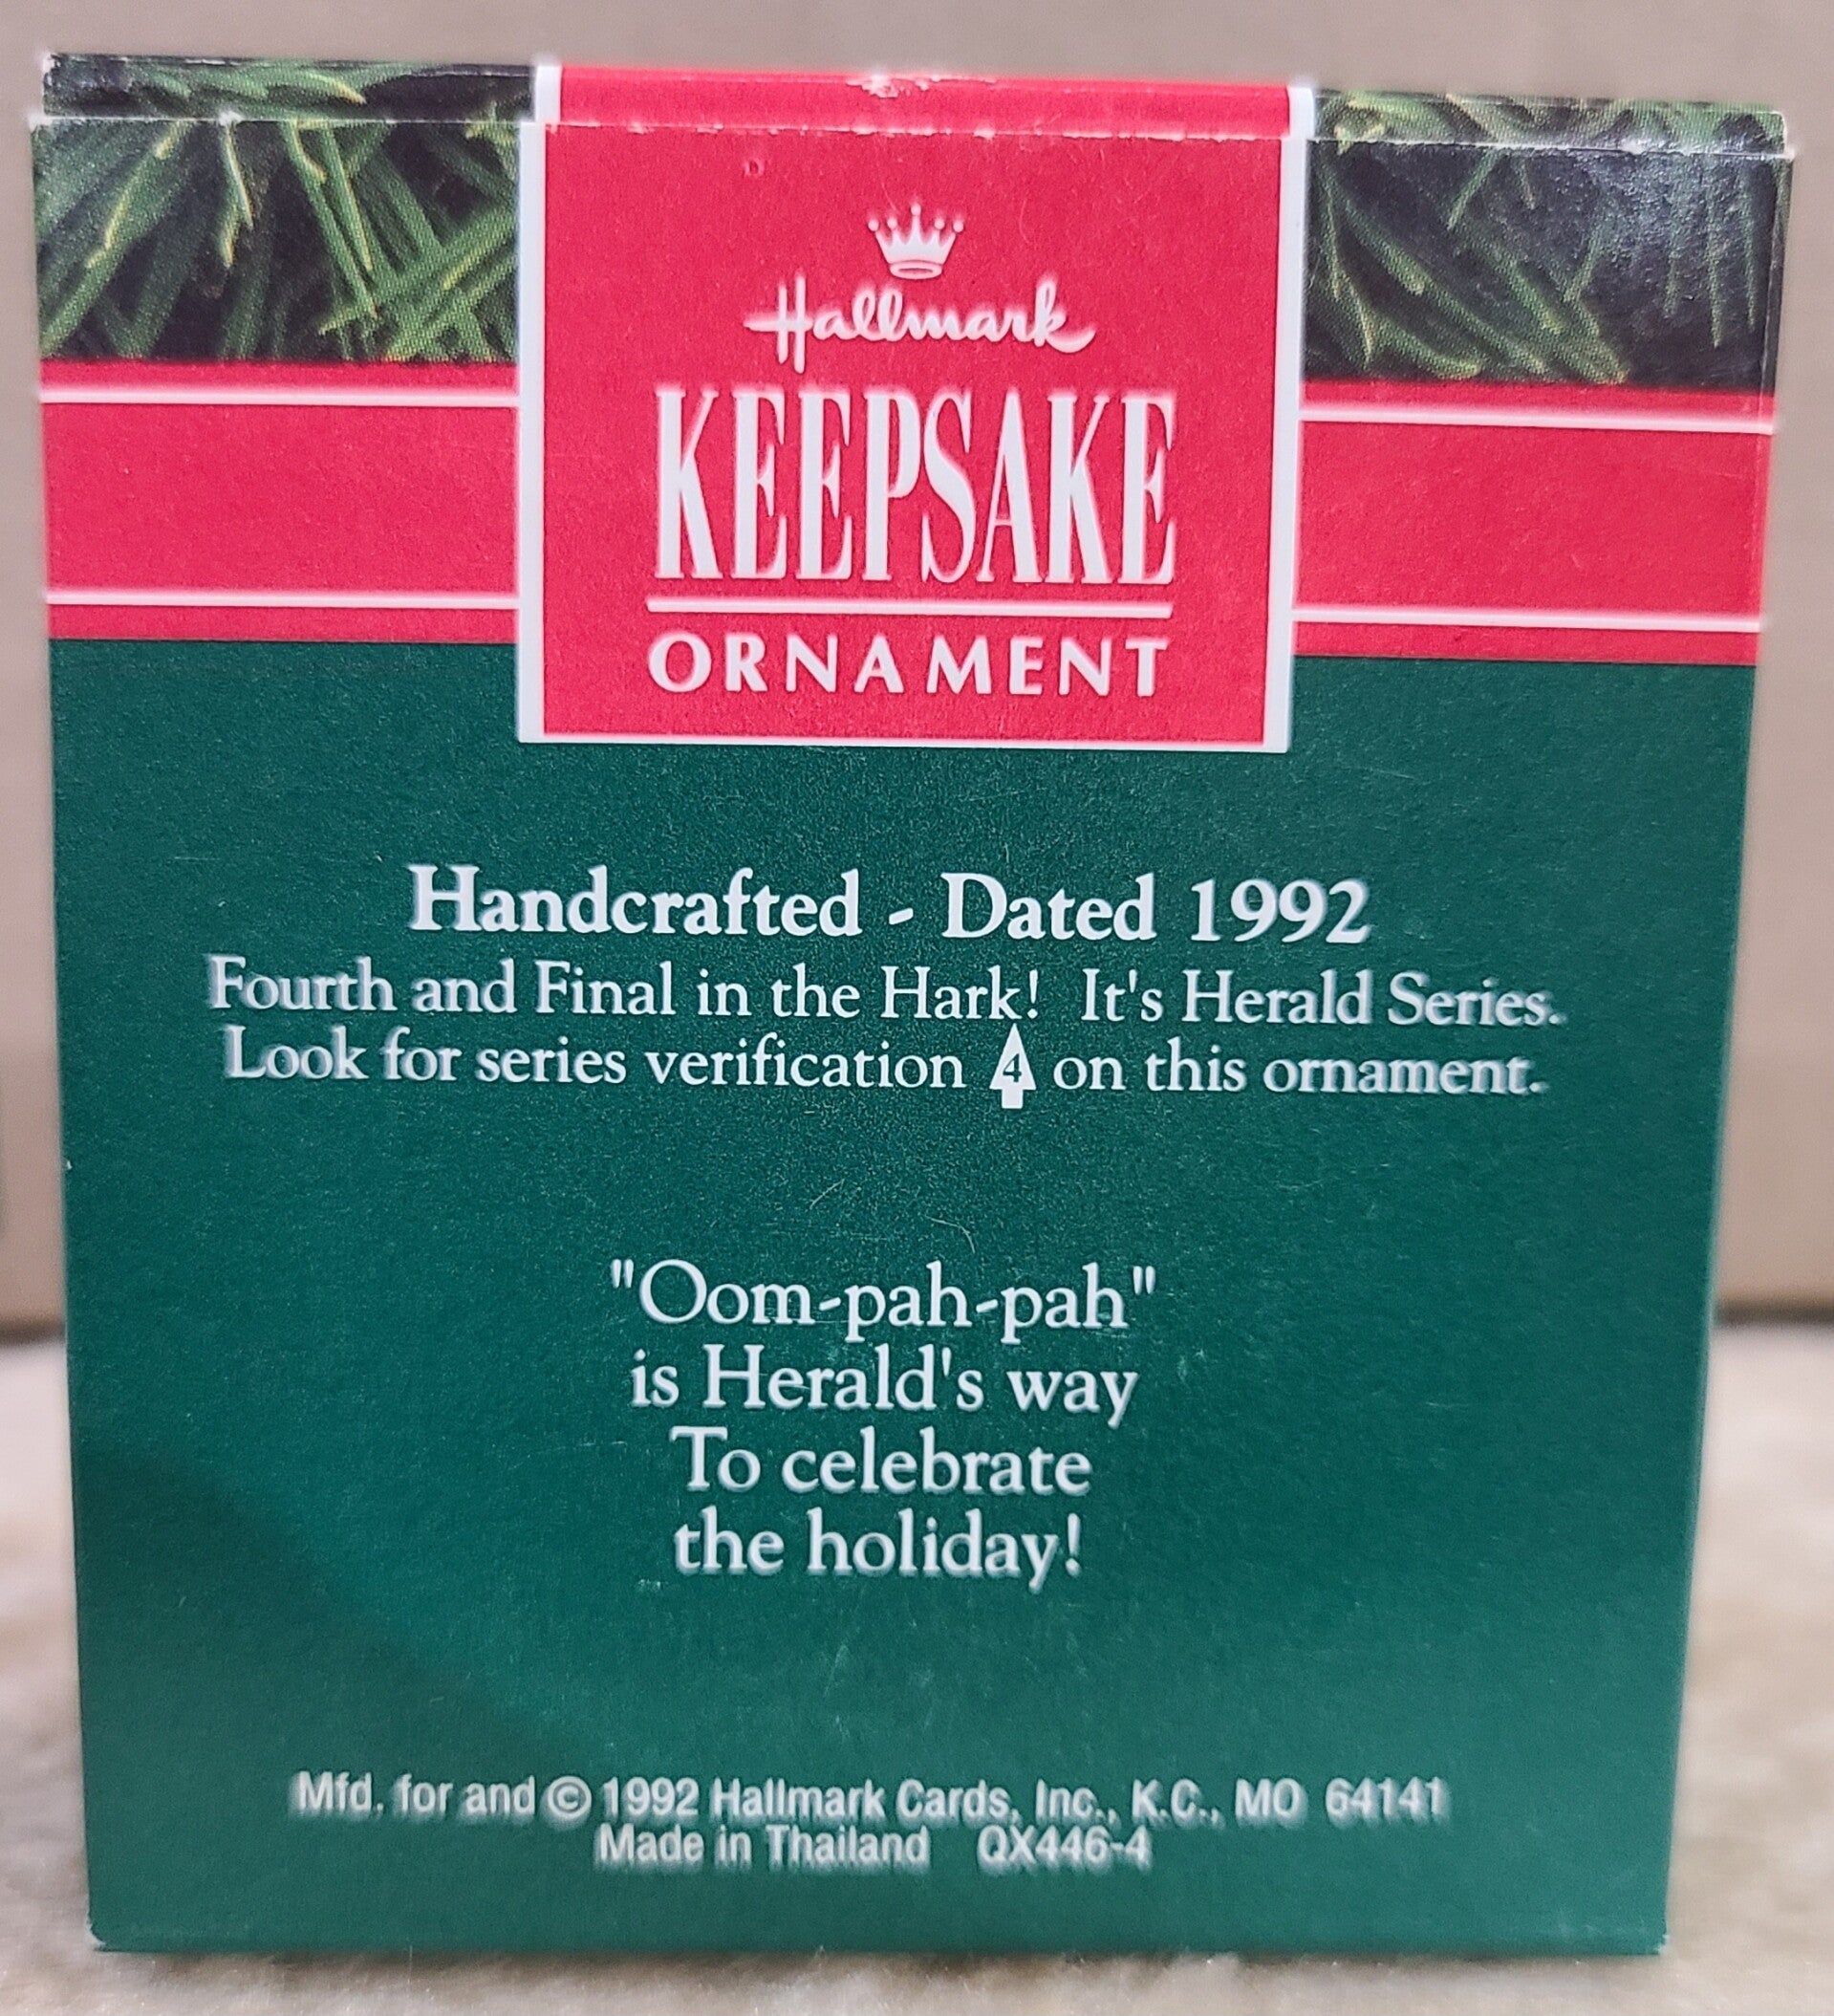 Hallmark
KEEPSAKE
ORNAMENT
Handcrafted - Dated 1992
Fourth and Final in the Hark! It's Herald Series.
Look for series verification 4 on this ornament.
"Oom-pah-pah"
is Herald's way
To celebrate
the holiday!
Mfd. for and © 1992 Hallmark Cards, Inc., K.C., MO 64141
Made in Thailand QX446-4